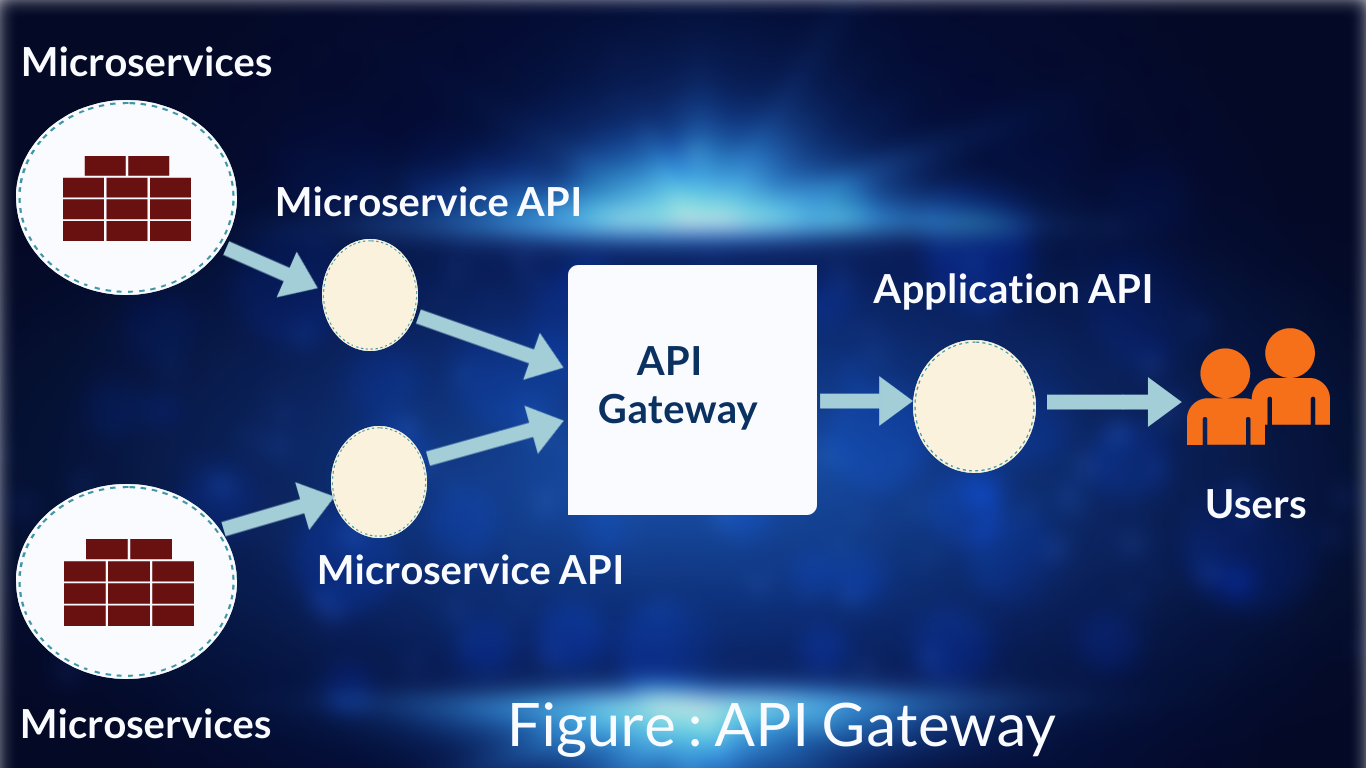 Microservices
Microservice API
Application API
API
Gateway
Users
Microservice API
Microservices
Figure : API Gateway